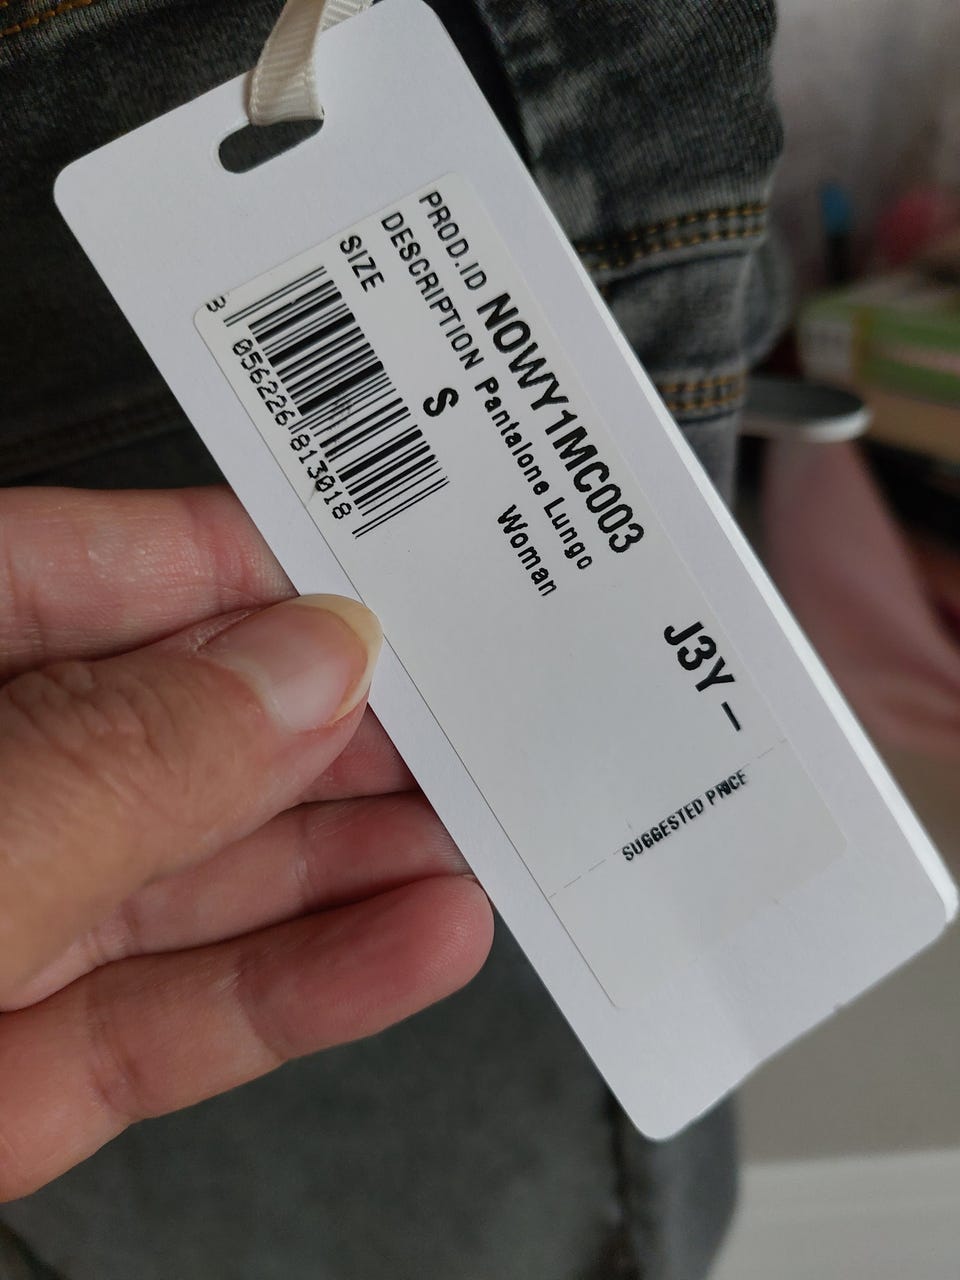 PROD.ID NOWY1MC003 J3Y -
DESCRIPTION Pantalone Lungo
Woman
SIZE S
3 056226 813018
SUGGESTED PRICE